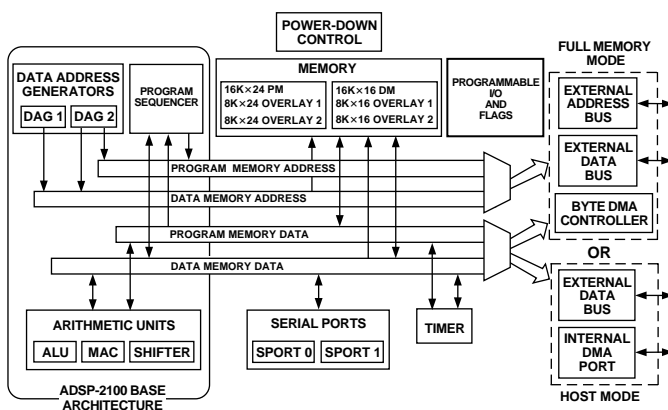 POWER-DOWN
CONTROL
FULL MEMORY
MODE
DATA ADDRESS
GENERATORS
DAG 1
DAG 2
PROGRAM
SEQUENCER
MEMORY
16K×24 PM
8K×24 OVERLAY 1
8K×24 OVERLAY 2
16K×16 DM
8K×16 OVERLAY 1
8K×16 OVERLAY 2
PROGRAMMABLE
I/O
AND
FLAGS
EXTERNAL
ADDRESS
BUS
EXTERNAL
DATA
BUS
BYTE DMA
CONTROLLER
PROGRAM MEMORY ADDRESS
DATA MEMORY ADDRESS
PROGRAM MEMORY DATA
DATA MEMORY DATA
OR
ARITHMETIC UNITS
ALU
MAC
SHIFTER
SERIAL PORTS
SPORT 0
SPORT 1
TIMER
EXTERNAL
DATA
BUS
INTERNAL
DMA
PORT
ADSP-2100 BASE
ARCHITECTURE
HOST MODE